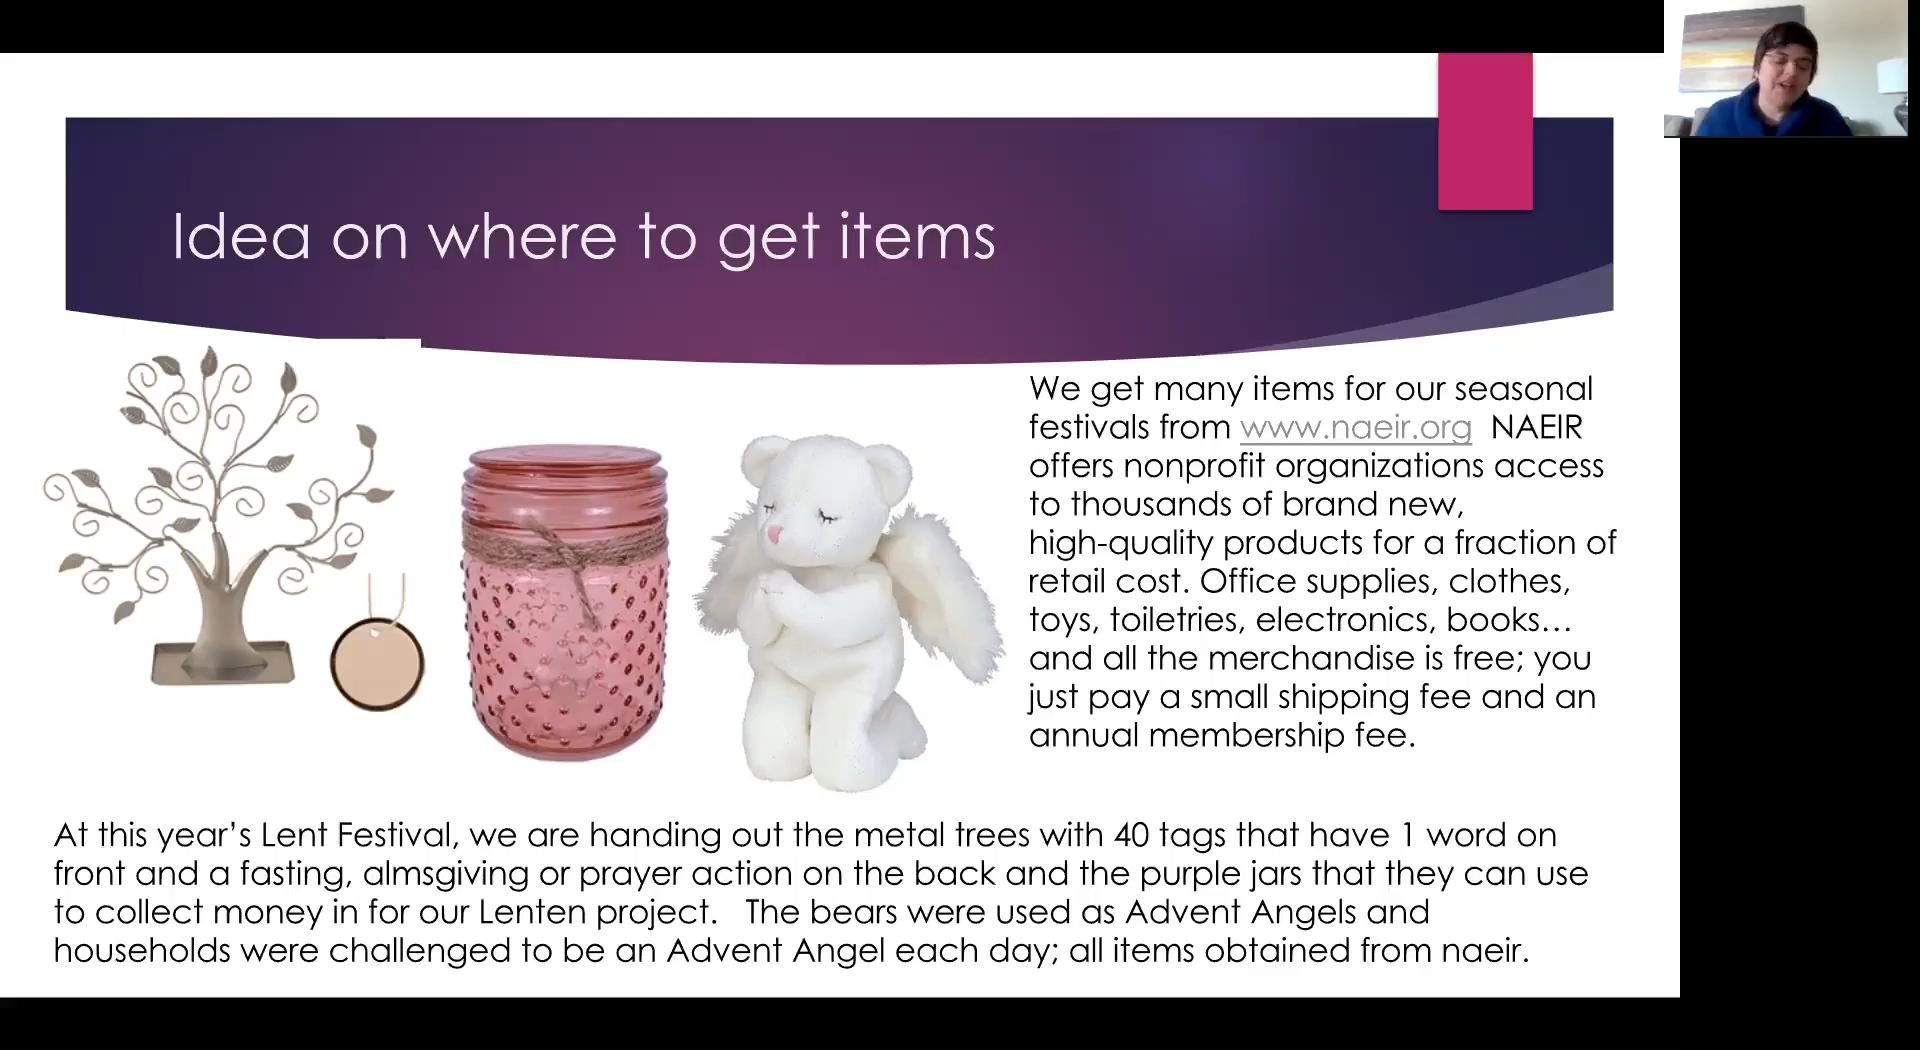 Idea on where to get items
We get many items for our seasonal
festivals from www.naeir.org  NAEIR
offers nonprofit organizations access
to thousands of brand new,
high-quality products for a fraction of
retail cost. Office supplies, clothes,
toys, toiletries, electronics, books…
and all the merchandise is free; you
just pay a small shipping fee and an
annual membership fee.
At this year’s Lent Festival, we are handing out the metal trees with 40 tags that have 1 word on
front and a fasting, almsgiving or prayer action on the back and the purple jars that they can use
to collect money in for our Lenten project.   The bears were used as Advent Angels and
households were challenged to be an Advent Angel each day; all items obtained from naeir.